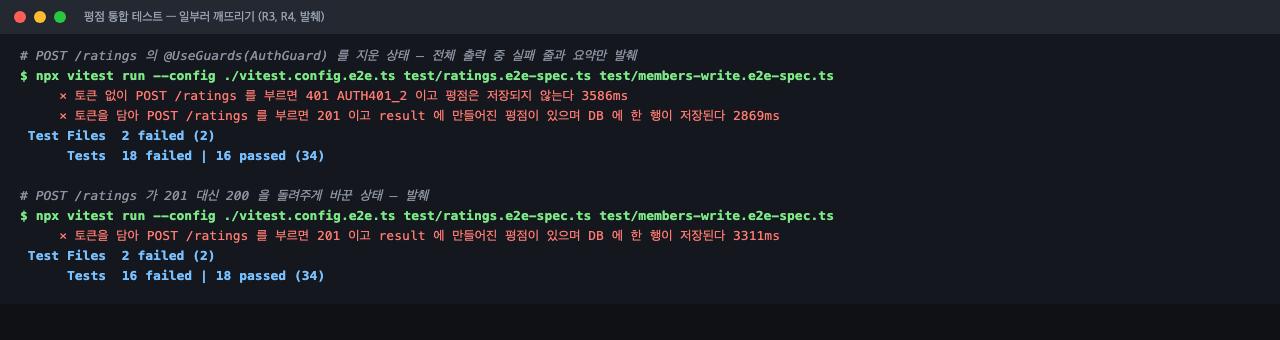 평점 통합 테스트 — 일부러 깨뜨리기 (R3, R4, 발췌)
# POST /ratings 의 @UseGuards(AuthGuard) 를 지운 상태 — 전체 출력 중 실패 줄과 요약만 발췌
$ npx vitest run --config ./vitest.config.e2e.ts test/ratings.e2e-spec.ts test/members-write.e2e-spec.ts
× 토큰 없이 POST /ratings 를 부르면 401 AUTH401_2 이고 평점은 저장되지 않는다 3586ms
× 토큰을 담아 POST /ratings 를 부르면 201 이고 result 에 만들어진 평점이 있으며 DB 에 한 행이 저장된다 2869ms
Test Files  2 failed (2)
Tests  18 failed | 16 passed (34)
# POST /ratings 가 201 대신 200 을 돌려주게 바꾼 상태 — 발췌
$ npx vitest run --config ./vitest.config.e2e.ts test/ratings.e2e-spec.ts test/members-write.e2e-spec.ts
× 토큰을 담아 POST /ratings 를 부르면 201 이고 result 에 만들어진 평점이 있으며 DB 에 한 행이 저장된다 3311ms
Test Files  2 failed (2)
Tests  16 failed | 18 passed (34)